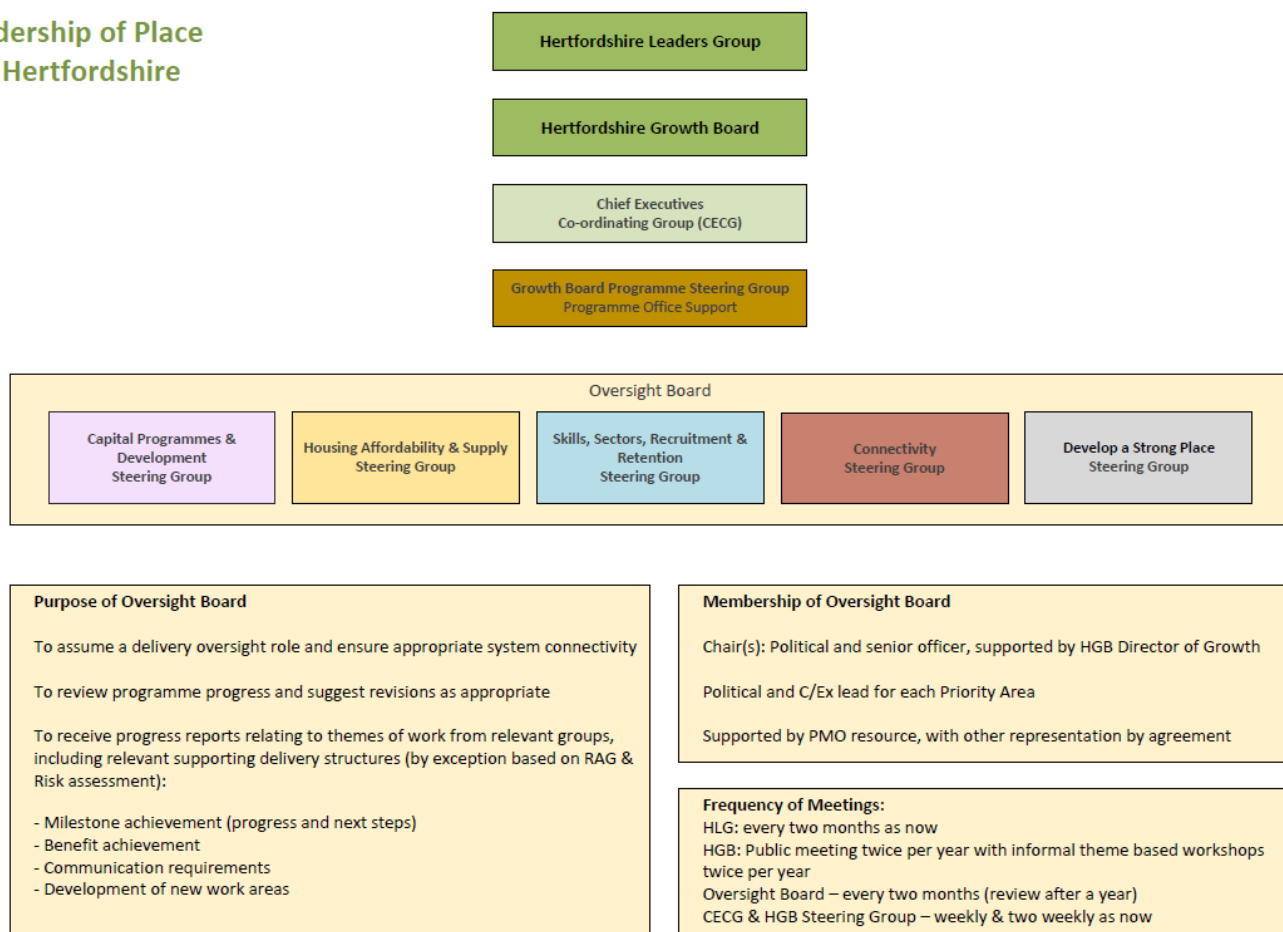 dership of Place
Hertfordshire
Hertfordshire Leaders Group
Hertfordshire Growth Board
Chief Executives
Co-ordinating Group (CECG)
Growth Board Programme Steering Group
Programme Office Support
Oversight Board
Capital Programmes &
Development
Steering Group
Housing Affordability & Supply
Steering Group
Skills, Sectors, Recruitment &
Retention
Steering Group
Connectivity
Steering Group
Develop a Strong Place
Steering Group
Purpose of Oversight Board
To assume a delivery oversight role and ensure appropriate system connectivity
To review programme progress and suggest revisions as appropriate
To receive progress reports relating to themes of work from relevant groups,
including relevant supporting delivery structures (by exception based on RAG &
Risk assessment):
- Milestone achievement (progress and next steps)
- Benefit achievement
- Communication requirements
- Development of new work areas
Membership of Oversight Board
Chair(s): Political and senior officer, supported by HGB Director of Growth
Political and C/Ex lead for each Priority Area
Supported by PMO resource, with other representation by agreement
Frequency of Meetings:
HLG: every two months as now
HGB: Public meeting twice per year with informal theme based workshops
twice per year
Oversight Board – every two months (review after a year)
CECG & HGB Steering Group – weekly & two weekly as now